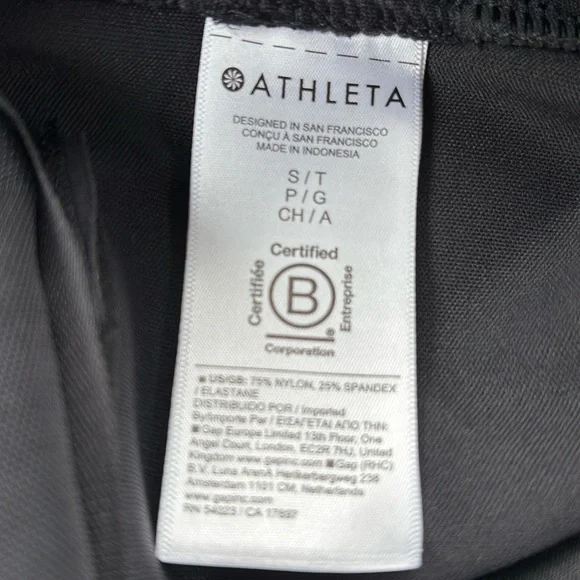 ATHLETA
DESIGNED IN SAN FRANCISCO
CONÇU À SAN FRANCISCO
MADE IN INDONESIA
S / T
P / G
CH / A
Certified
Certifiée
B
Entreprise
®
Corporation
■ US/GB: 75% NYLON, 25% SPANDEX
/ ELASTANE
DISTRIBUIDO POR / Imported
By/Importe Par / ΕΙΣΑΓΕΤΑΙ ΑΠΟ ΤΗΝ:
■Gap Europe Limited 15th Floor, One
Angel Court, London, EC2R 7HJ, United
Kingdom www.gapinc.com ■Gap (RHC)
B.V. Luna ArenA Herikerbergweg 238
Amsterdam 1101 CM, Netherlands
www.gapinc.com
RN 54023 / CA 17897